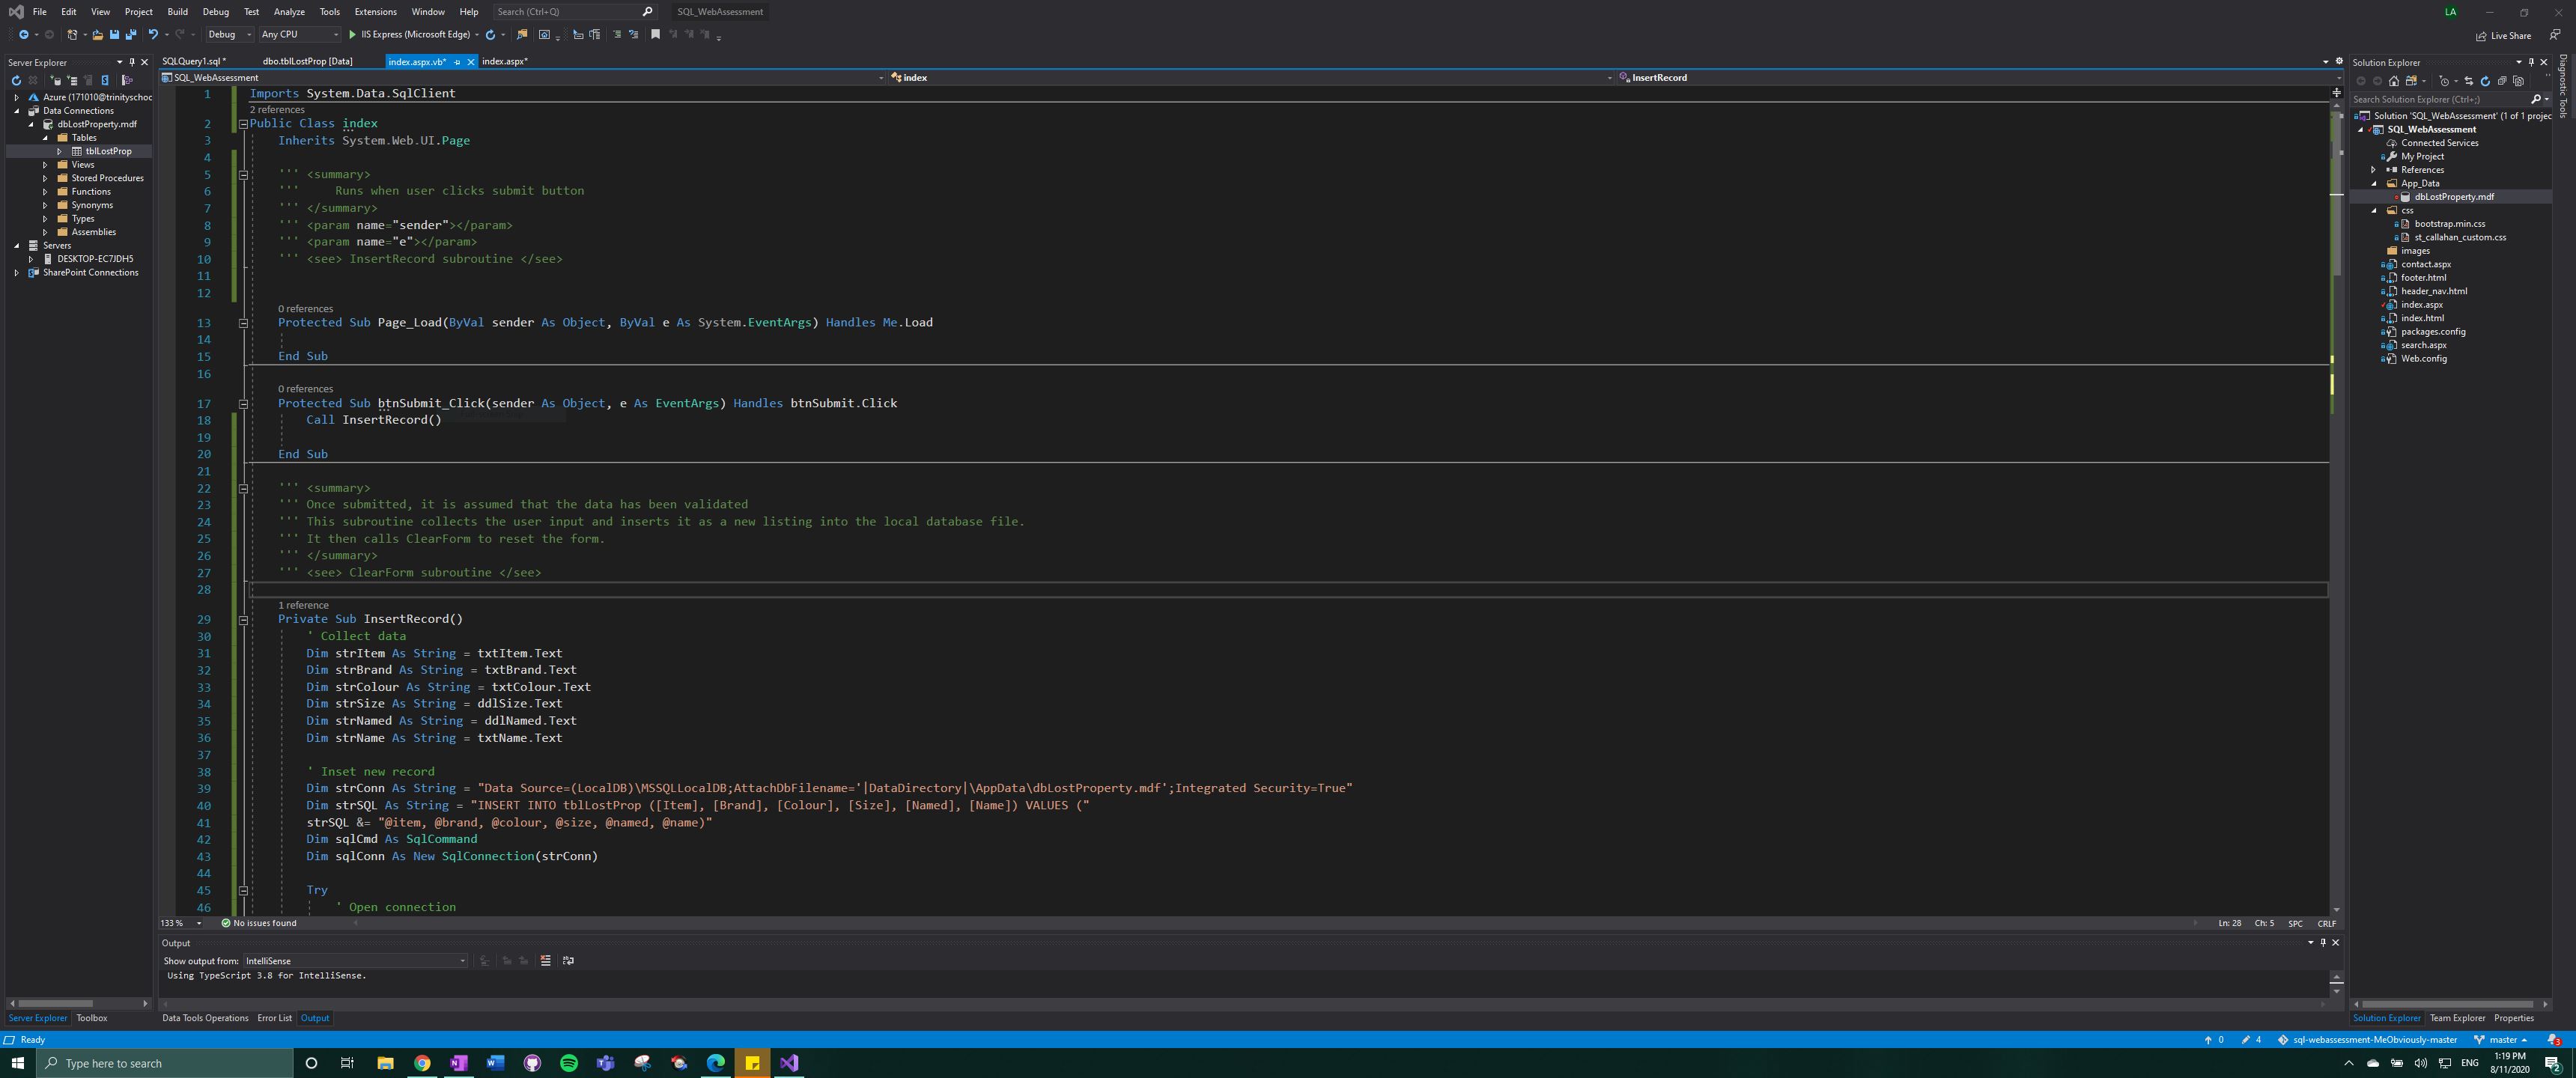 File Edit View Project Build Debug Test Analyze Tools Extensions Window Help Search (Ctrl+Q) SQL_WebAssessment LA
Debug Any CPU IIS Express (Microsoft Edge) Live Share
Server Explorer
Azure (171010@trinityschoc
Data Connections
dbLostProperty.mdf
Tables
tblLostProp
Views
Stored Procedures
Functions
Synonyms
Types
Assemblies
Servers
DESKTOP-EC7JDH5
SharePoint Connections
Server Explorer Toolbox
SQLQuery1.sql * dbo.tblLostProp [Data] index.aspx.vb* index.aspx*
SQL_WebAssessment index InsertRecord
1 Imports System.Data.SqlClient
2 references
2 Public Class index
3 Inherits System.Web.UI.Page
4
5 ''' <summary>
6 ''' Runs when user clicks submit button
7 ''' </summary>
8 ''' <param name="sender"></param>
9 ''' <param name="e"></param>
10 ''' <see> InsertRecord subroutine </see>
11
12
0 references
13 Protected Sub Page_Load(ByVal sender As Object, ByVal e As System.EventArgs) Handles Me.Load
14
15 End Sub
16
0 references
17 Protected Sub btnSubmit_Click(sender As Object, e As EventArgs) Handles btnSubmit.Click
18 Call InsertRecord()
19
20 End Sub
21
22 ''' <summary>
23 ''' Once submitted, it is assumed that the data has been validated
24 ''' This subroutine collects the user input and inserts it as a new listing into the local database file.
25 ''' It then calls ClearForm to reset the form.
26 ''' </summary>
27 ''' <see> ClearForm subroutine </see>
28
1 reference
29 Private Sub InsertRecord()
30 ' Collect data
31 Dim strItem As String = txtItem.Text
32 Dim strBrand As String = txtBrand.Text
33 Dim strColour As String = txtColour.Text
34 Dim strSize As String = ddlSize.Text
35 Dim strNamed As String = ddlNamed.Text
36 Dim strName As String = txtName.Text
37
38 ' Inset new record
39 Dim strConn As String = "Data Source=(LocalDB)\MSSQLLocalDB;AttachDbFilename='|DataDirectory|\AppData\dbLostProperty.mdf';Integrated Security=True"
40 Dim strSQL As String = "INSERT INTO tblLostProp ([Item], [Brand], [Colour], [Size], [Named], [Name]) VALUES ("
41 strSQL &= "@item, @brand, @colour, @size, @named, @name)"
42 Dim sqlCmd As SqlCommand
43 Dim sqlConn As New SqlConnection(strConn)
44
45 Try
46 ' Open connection
133 % No issues found Ln: 28 Ch: 5 SPC CRLF
Output
Show output from: IntelliSense
Using TypeScript 3.8 for IntelliSense.
Data Tools Operations Error List Output
Solution Explorer
Search Solution Explorer (Ctrl+;)
Solution 'SQL_WebAssessment' (1 of 1 projec
SQL_WebAssessment
Connected Services
My Project
References
App_Data
dbLostProperty.mdf
css
bootstrap.min.css
st_callahan_custom.css
images
contact.aspx
footer.html
header_nav.html
index.aspx
index.html
packages.config
search.aspx
Web.config
Solution Explorer Team Explorer Properties
Diagnostic Tools
Ready 0 4 sql-webassessment-MeObviously-master master 3
Type here to search ENG 1:19 PM
8/11/2020 2